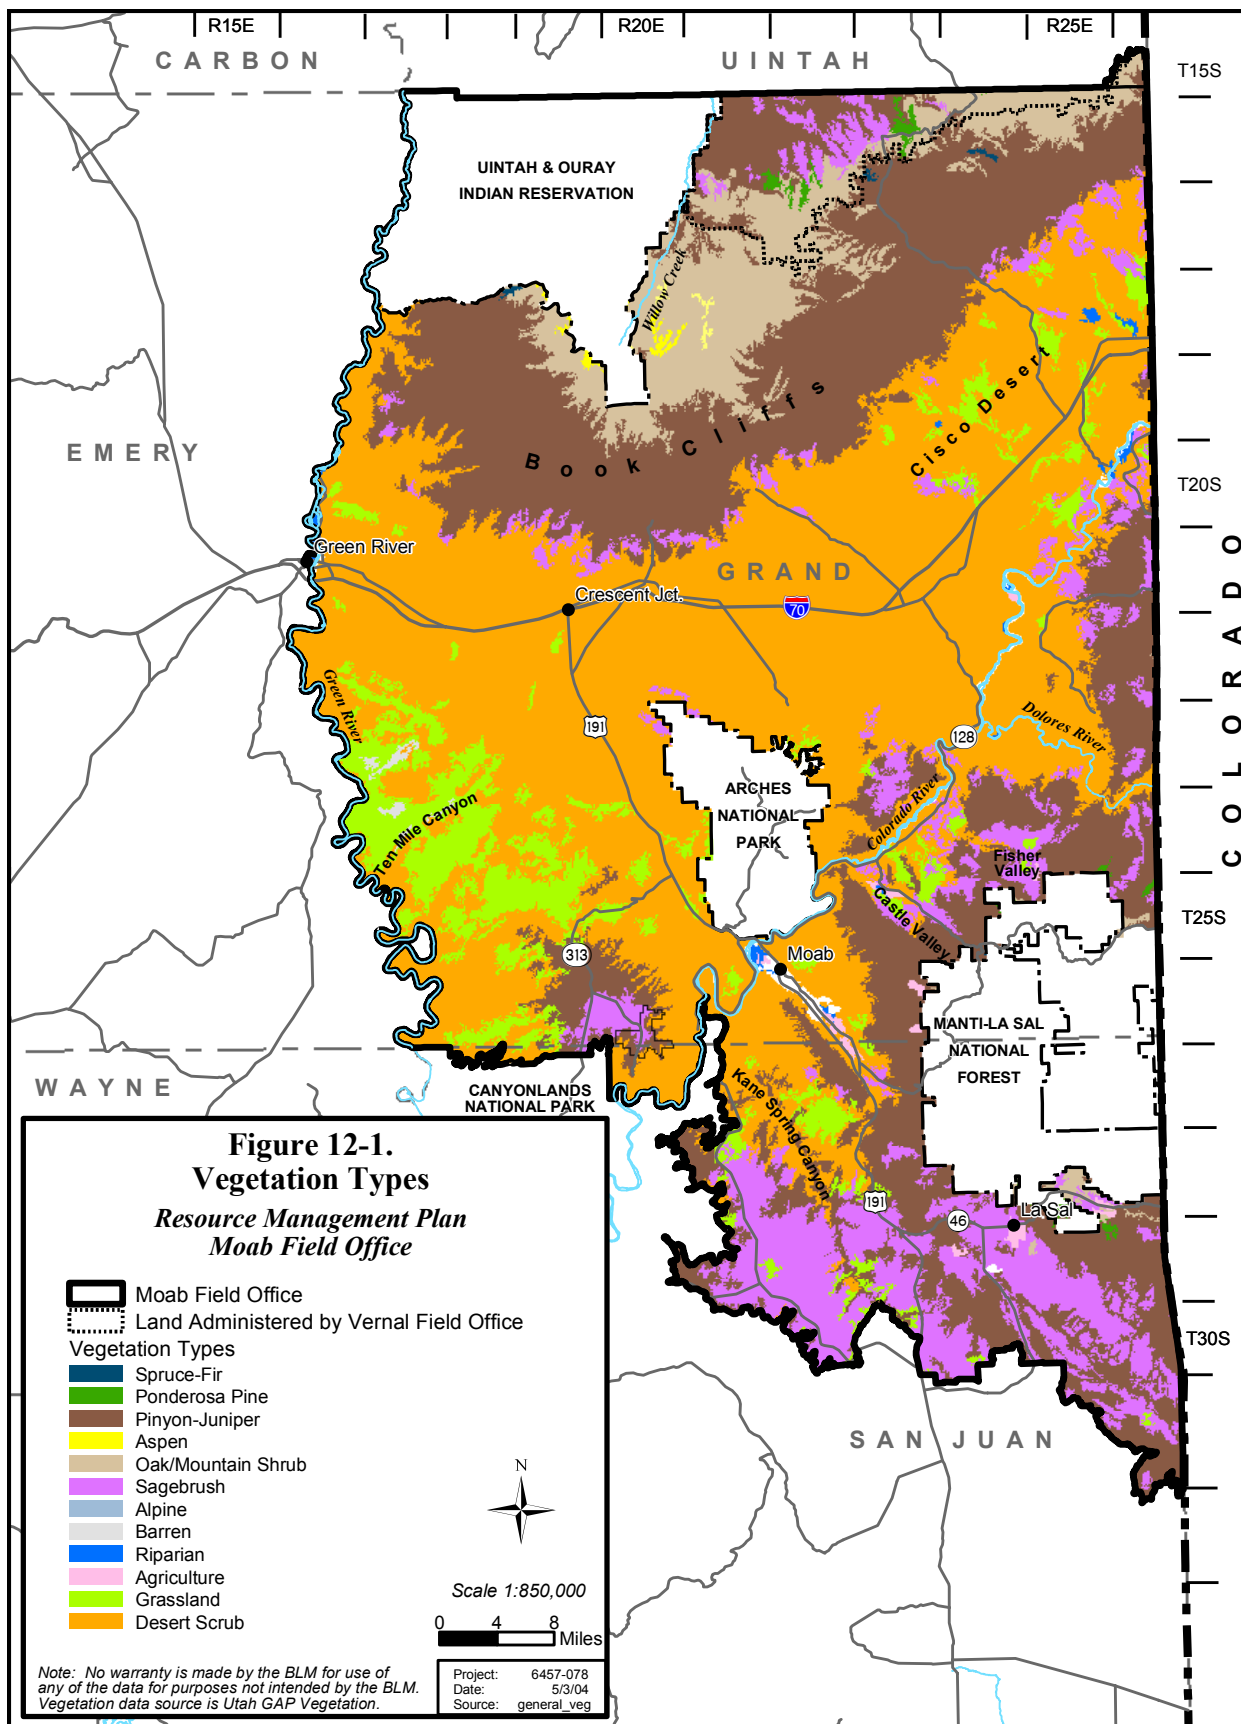 R15E
R20E
R25E
CARBON
UINTAH
T15S
UINTAH & OURAY
INDIAN RESERVATION
Willow Creek
Book Cliffs
Cisco Desert
EMERY
T20S
Green River
Crescent Jct.
GRAND
70
COLORADO
Green River
191
128
Dolores River
ARCHES
NATIONAL
PARK
Colorado River
Ten Mile Canyon
Fisher
Valley
Castle Valley
T25S
313
Moab
MANTI-LA SAL
NATIONAL
FOREST
WAYNE
CANYONLANDS
NATIONAL PARK
Kane Spring Canyon
191
46
La Sal
T30S
SAN JUAN
Figure 12-1.
Vegetation Types
Resource Management Plan
Moab Field Office
Moab Field Office
Land Administered by Vernal Field Office
Vegetation Types
Spruce-Fir
Ponderosa Pine
Pinyon-Juniper
Aspen
Oak/Mountain Shrub
Sagebrush
Alpine
Barren
Riparian
Agriculture
Grassland
Desert Scrub
N
Scale 1:850,000
0 4 8
Miles
Note: No warranty is made by the BLM for use of
any of the data for purposes not intended by the BLM.
Vegetation data source is Utah GAP Vegetation.
Project: 6457-078
Date: 5/3/04
Source: general_veg